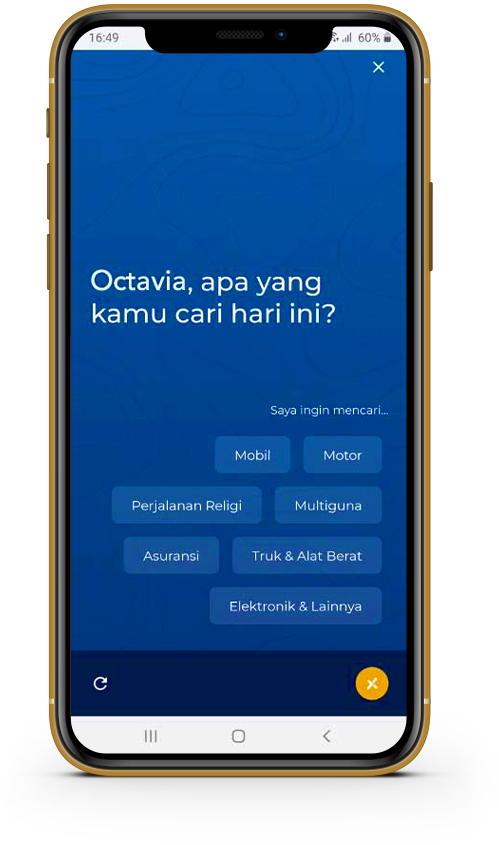 16:49
60%
Octavia, apa yang
kamu cari hari ini?
Saya ingin mencari...
Mobil
Motor
Perjalanan Religi
Multiguna
Asuransi
Truk & Alat Berat
Elektronik & Lainnya